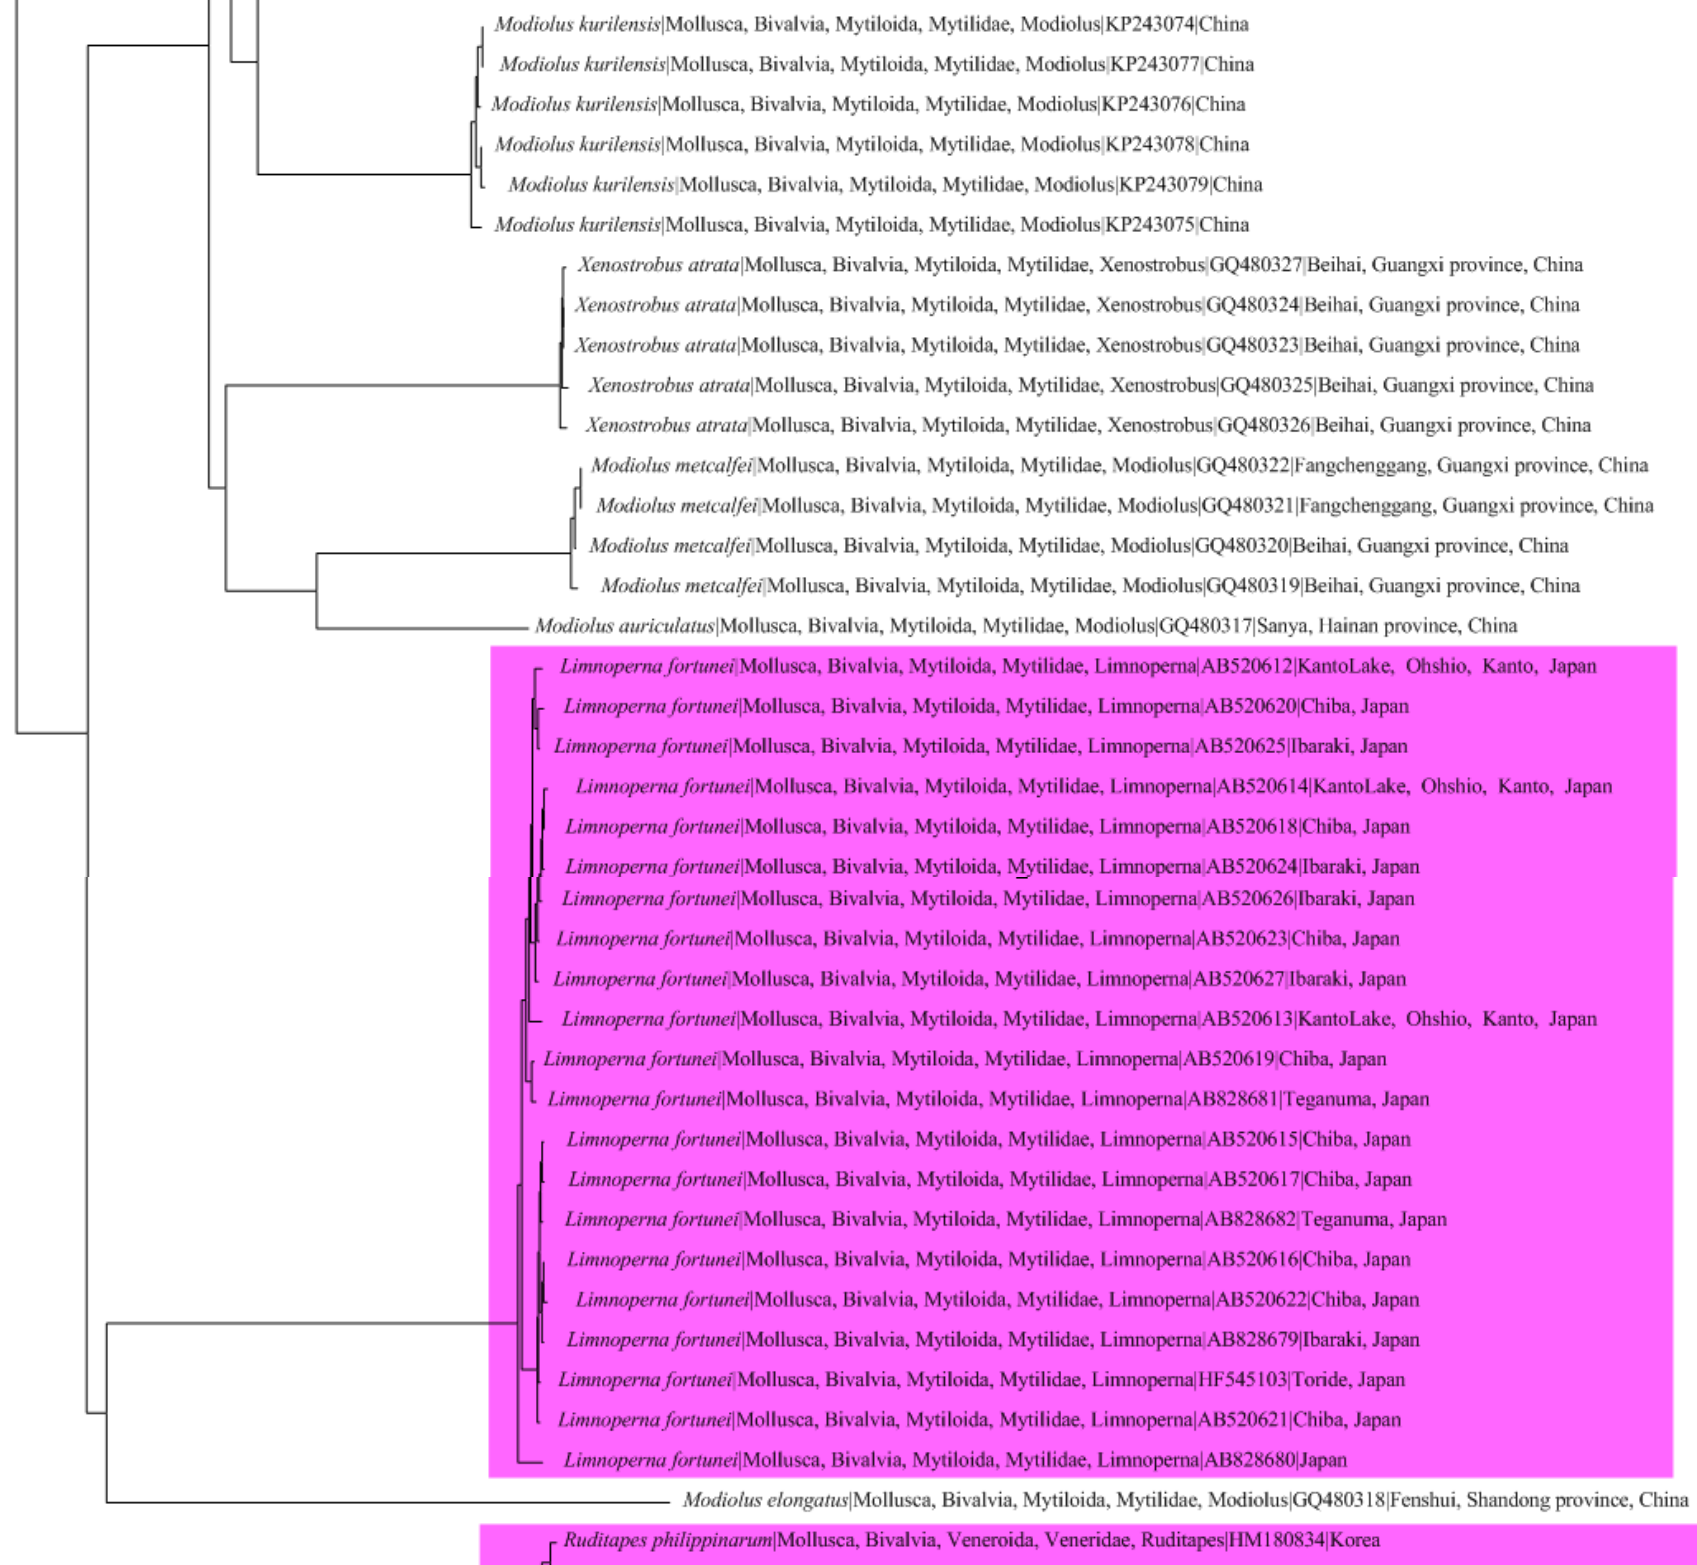 Modiolus kurilensis|Mollusca, Bivalvia, Mytiloida, Mytilidae, Modiolus|KP243074|China
Modiolus kurilensis|Mollusca, Bivalvia, Mytiloida, Mytilidae, Modiolus|KP243077|China
Modiolus kurilensis|Mollusca, Bivalvia, Mytiloida, Mytilidae, Modiolus|KP243076|China
Modiolus kurilensis|Mollusca, Bivalvia, Mytiloida, Mytilidae, Modiolus|KP243078|China
Modiolus kurilensis|Mollusca, Bivalvia, Mytiloida, Mytilidae, Modiolus|KP243079|China
Modiolus kurilensis|Mollusca, Bivalvia, Mytiloida, Mytilidae, Modiolus|KP243075|China
Xenostrobus atrata|Mollusca, Bivalvia, Mytiloida, Mytilidae, Xenostrobus|GQ480327|Beihai, Guangxi province, China
Xenostrobus atrata|Mollusca, Bivalvia, Mytiloida, Mytilidae, Xenostrobus|GQ480324|Beihai, Guangxi province, China
Xenostrobus atrata|Mollusca, Bivalvia, Mytiloida, Mytilidae, Xenostrobus|GQ480323|Beihai, Guangxi province, China
Xenostrobus atrata|Mollusca, Bivalvia, Mytiloida, Mytilidae, Xenostrobus|GQ480325|Beihai, Guangxi province, China
Xenostrobus atrata|Mollusca, Bivalvia, Mytiloida, Mytilidae, Xenostrobus|GQ480326|Beihai, Guangxi province, China
Modiolus metcalfei|Mollusca, Bivalvia, Mytiloida, Mytilidae, Modiolus|GQ480322|Fangchenggang, Guangxi province, China
Modiolus metcalfei|Mollusca, Bivalvia, Mytiloida, Mytilidae, Modiolus|GQ480321|Fangchenggang, Guangxi province, China
Modiolus metcalfei|Mollusca, Bivalvia, Mytiloida, Mytilidae, Modiolus|GQ480320|Beihai, Guangxi province, China
Modiolus metcalfei|Mollusca, Bivalvia, Mytiloida, Mytilidae, Modiolus|GQ480319|Beihai, Guangxi province, China
Modiolus auriculatus|Mollusca, Bivalvia, Mytiloida, Mytilidae, Modiolus|GQ480317|Sanya, Hainan province, China
Limnoperna fortunei|Mollusca, Bivalvia, Mytiloida, Mytilidae, Limnoperna|AB520612|KantoLake, Ohshio, Kanto, Japan
Limnoperna fortunei|Mollusca, Bivalvia, Mytiloida, Mytilidae, Limnoperna|AB520620|Chiba, Japan
Limnoperna fortunei|Mollusca, Bivalvia, Mytiloida, Mytilidae, Limnoperna|AB520625|Ibaraki, Japan
Limnoperna fortunei|Mollusca, Bivalvia, Mytiloida, Mytilidae, Limnoperna|AB520614|KantoLake, Ohshio, Kanto, Japan
Limnoperna fortunei|Mollusca, Bivalvia, Mytiloida, Mytilidae, Limnoperna|AB520618|Chiba, Japan
Limnoperna fortunei|Mollusca, Bivalvia, Mytiloida, Mytilidae, Limnoperna|AB520624|Ibaraki, Japan
Limnoperna fortunei|Mollusca, Bivalvia, Mytiloida, Mytilidae, Limnoperna|AB520626|Ibaraki, Japan
Limnoperna fortunei|Mollusca, Bivalvia, Mytiloida, Mytilidae, Limnoperna|AB520623|Chiba, Japan
Limnoperna fortunei|Mollusca, Bivalvia, Mytiloida, Mytilidae, Limnoperna|AB520627|Ibaraki, Japan
Limnoperna fortunei|Mollusca, Bivalvia, Mytiloida, Mytilidae, Limnoperna|AB520613|KantoLake, Ohshio, Kanto, Japan
Limnoperna fortunei|Mollusca, Bivalvia, Mytiloida, Mytilidae, Limnoperna|AB520619|Chiba, Japan
Limnoperna fortunei|Mollusca, Bivalvia, Mytiloida, Mytilidae, Limnoperna|AB828681|Teganuma, Japan
Limnoperna fortunei|Mollusca, Bivalvia, Mytiloida, Mytilidae, Limnoperna|AB520615|Chiba, Japan
Limnoperna fortunei|Mollusca, Bivalvia, Mytiloida, Mytilidae, Limnoperna|AB520617|Chiba, Japan
Limnoperna fortunei|Mollusca, Bivalvia, Mytiloida, Mytilidae, Limnoperna|AB828682|Teganuma, Japan
Limnoperna fortunei|Mollusca, Bivalvia, Mytiloida, Mytilidae, Limnoperna|AB520616|Chiba, Japan
Limnoperna fortunei|Mollusca, Bivalvia, Mytiloida, Mytilidae, Limnoperna|AB520622|Chiba, Japan
Limnoperna fortunei|Mollusca, Bivalvia, Mytiloida, Mytilidae, Limnoperna|AB828679|Ibaraki, Japan
Limnoperna fortunei|Mollusca, Bivalvia, Mytiloida, Mytilidae, Limnoperna|HF545103|Toride, Japan
Limnoperna fortunei|Mollusca, Bivalvia, Mytiloida, Mytilidae, Limnoperna|AB520621|Chiba, Japan
Limnoperna fortunei|Mollusca, Bivalvia, Mytiloida, Mytilidae, Limnoperna|AB828680|Japan
Modiolus elongatus|Mollusca, Bivalvia, Mytiloida, Mytilidae, Modiolus|GQ480318|Fenshui, Shandong province, China
Ruditapes philippinarum|Mollusca, Bivalvia, Veneroida, Veneridae, Ruditapes|HM180834|Korea